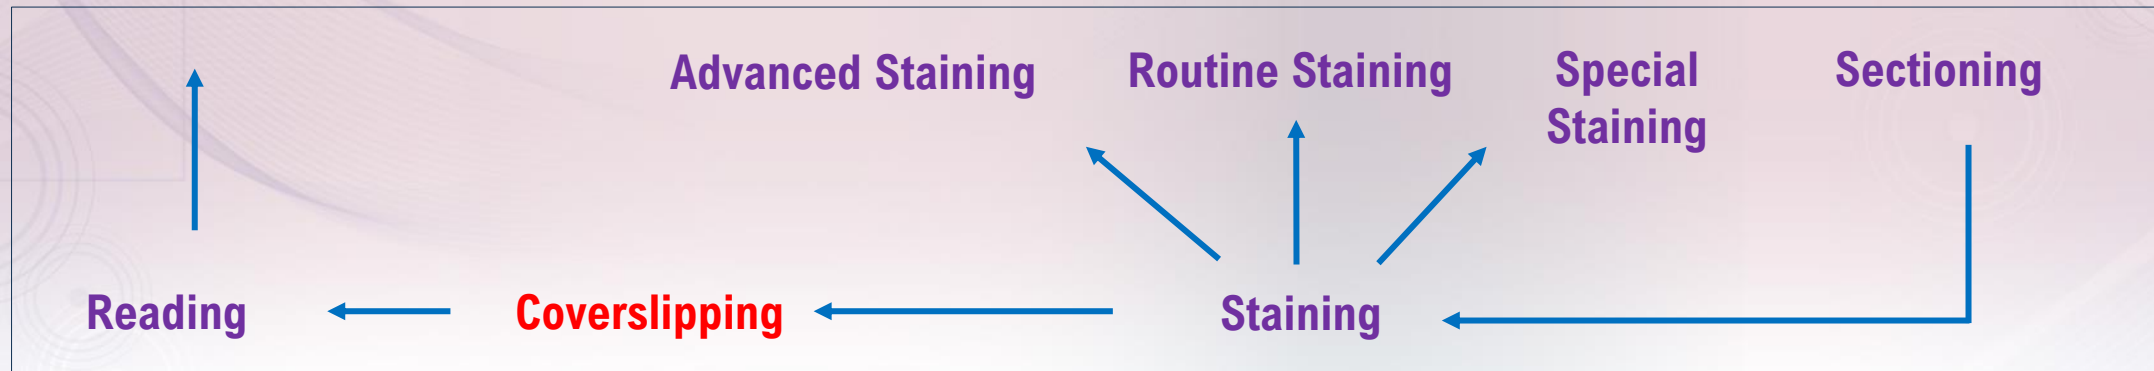 Advanced Staining
Routine Staining
Special
Staining
Sectioning
Reading
Coverslipping
Staining